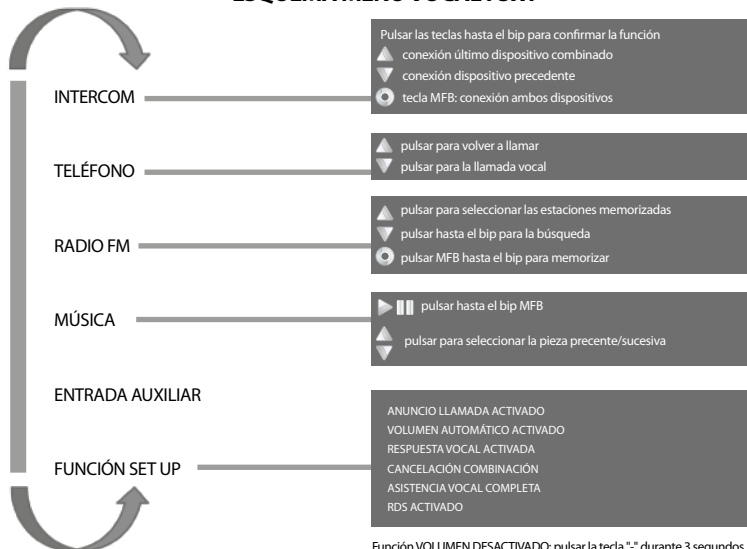 Pulsar las teclas hasta el bip para confirmar la función
conexión último dispositivo combinado
conexión dispositivo precedente
INTERCOM
tecla MFB: conexión ambos dispositivos
pulsar para volver a llamar
TELÉFONO
pulsar para la llamada vocal
pulsar para seleccionar las estaciones memorizadas
RADIO FM
pulsar hasta el bip para la búsqueda
pulsar MFB hasta el bip para memorizar
pulsar hasta el bip MFB
MÚSICA
pulsar para seleccionar la pieza precente/sucesiva
ENTRADA AUXILIAR
ANUNCIO LLAMADA ACTIVADO
VOLUMEN AUTOMÁTICO ACTIVADO
RESPUESTA VOCAL ACTIVADA
FUNCIÓN SET UP
CANCELACIÓN COMBINACIÓN
ASISTENCIA VOCAL COMPLETA
RDS ACTIVADO
Función VOLUMEN DESACTIVADO: pulsar la tecla "-" durante 3 segundos